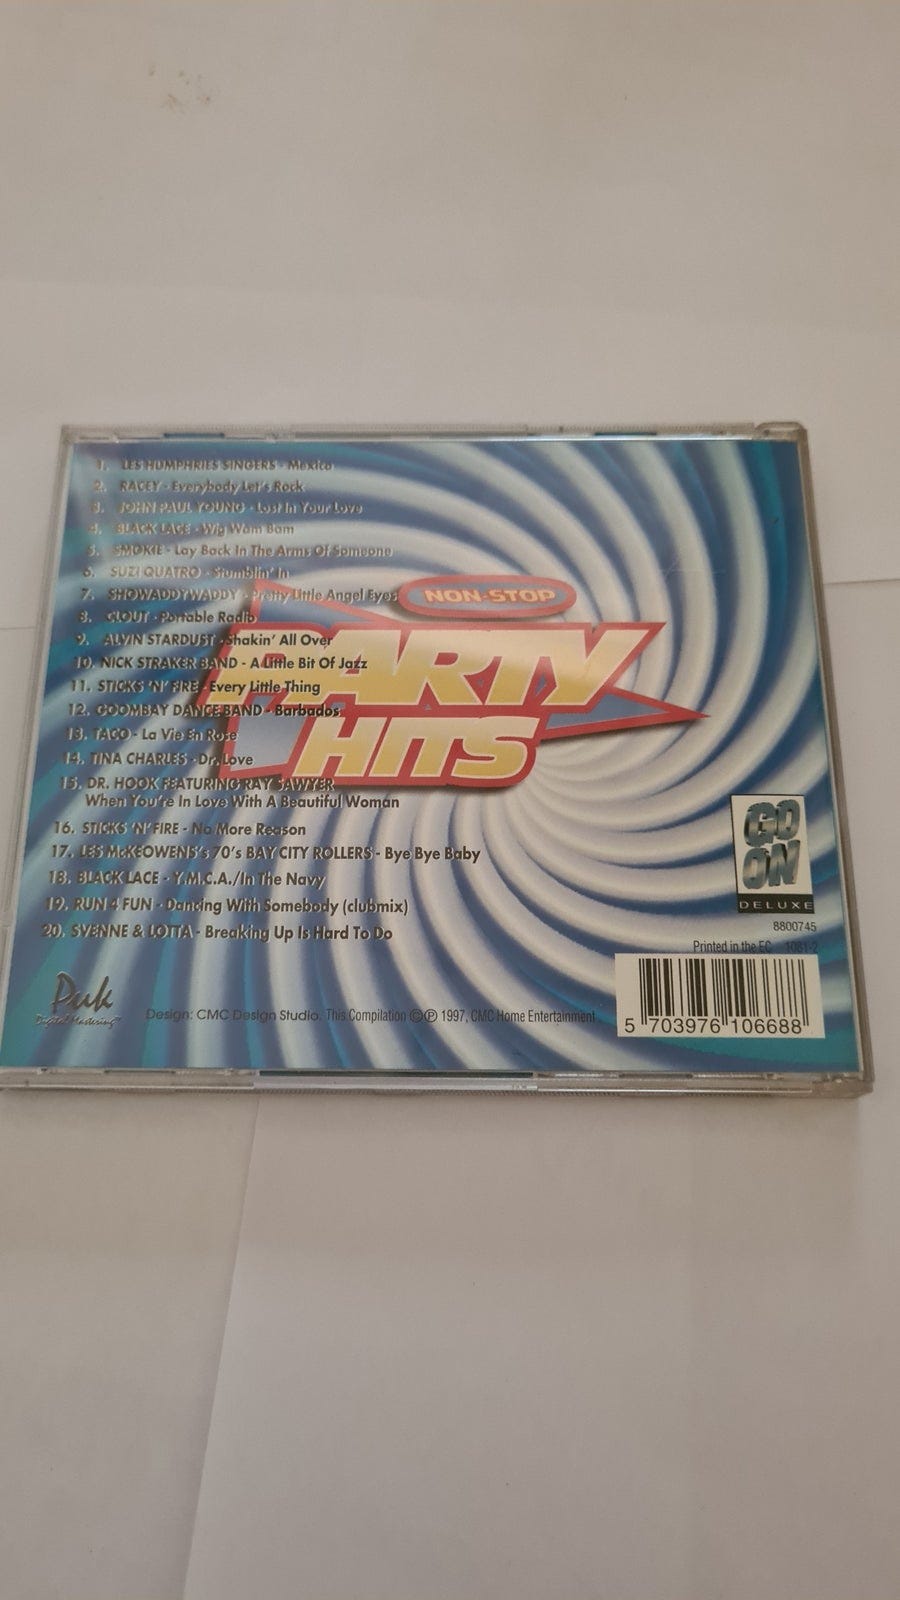 1. LES HUMPHRIES SINGERS - Mexico
2. RACEY - Everybody Let's Rock
3. JOHN PAUL YOUNG - Lost In Your Love
4. BLACK LACE - Wig Wam Bam
5. SMOKIE - Lay Back In The Arms Of Someone
6. SUZI QUATRO - Stumblin' In
7. SHOWADDYWADDY - Pretty Little Angel Eyes
8. CLOUT - Portable Radio
9. ALVIN STARDUST - Shakin' All Over
10. NICK STRAKER BAND - A Little Bit Of Jazz
11. STICKS 'N' FIRE - Every Little Thing
12. GOOMBAY DANCE BAND - Barbados
13. TACO - La Vie En Rose
14. TINA CHARLES - Dr. Love
15. DR. HOOK FEATURING RAY SAWYER
When You're In Love With A Beautiful Woman
16. STICKS 'N' FIRE - No More Reason
17. LES McKEOWENS's 70's BAY CITY ROLLERS - Bye Bye Baby
18. BLACK LACE - Y.M.C.A./In The Navy
19. RUN 4 FUN - Dancing With Somebody (clubmix)
20. SVENNE & LOTTA - Breaking Up Is Hard To Do
NON-STOP
PARTY
HITS
GO
ON
DELUXE
8800745
Printed in the EC 1081-2
Puk
Digital Mastering™
Design: CMC Design Studio. This Compilation ©℗ 1997, CMC Home Entertainment
5 703976 106688